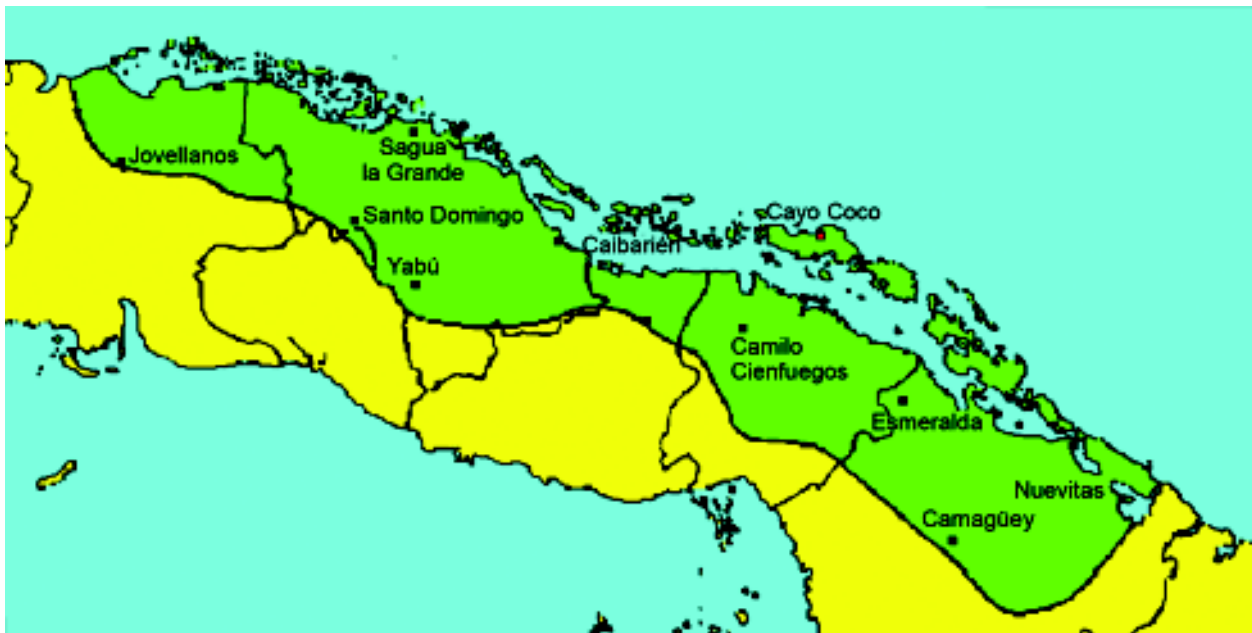 Jovellanos
Sagua
la Grande
Santo Domingo
Yabú
Caibarién
Cayo Coco
Camilo
Cienfuegos
Esmeralda
Nuevitas
Camagüey